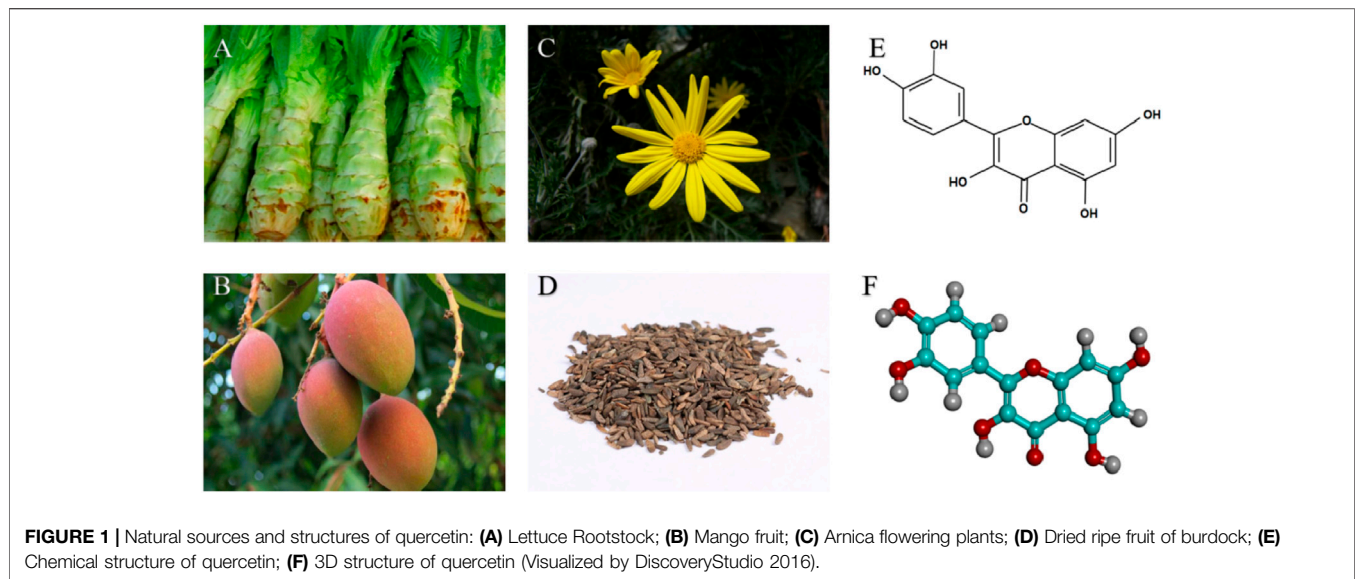 A
C
E
OH
HO
O
OH
HO
O
OH
B
D
F
FIGURE 1 | Natural sources and structures of quercetin: (A) Lettuce Rootstock; (B) Mango fruit; (C) Arnica flowering plants; (D) Dried ripe fruit of burdock; (E)
Chemical structure of quercetin; (F) 3D structure of quercetin (Visualized by DiscoveryStudio 2016).